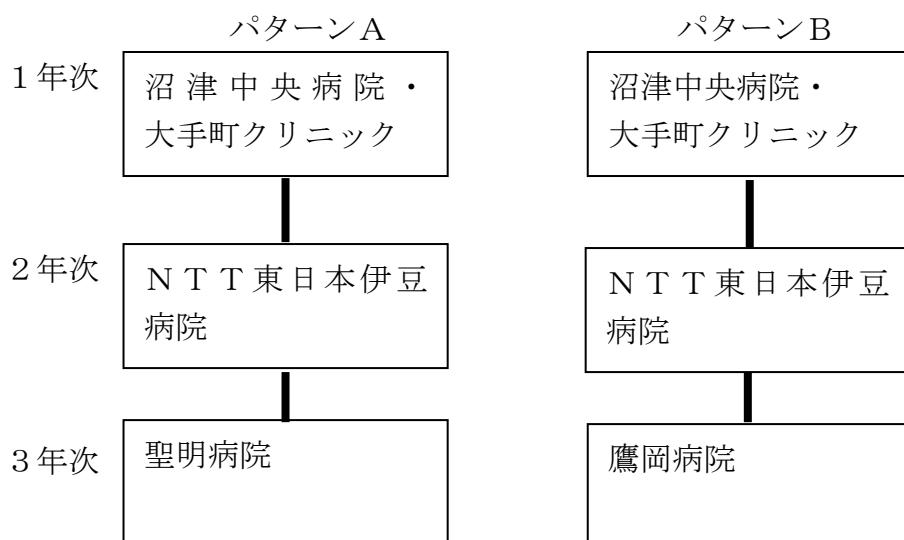 パターンA
パターンB
1年次
沼津中央病院・
大手町クリニック
沼津中央病院・
大手町クリニック
2年次
NTT東日本伊豆
病院
NTT東日本伊豆
病院
3年次
聖明病院
鷹岡病院